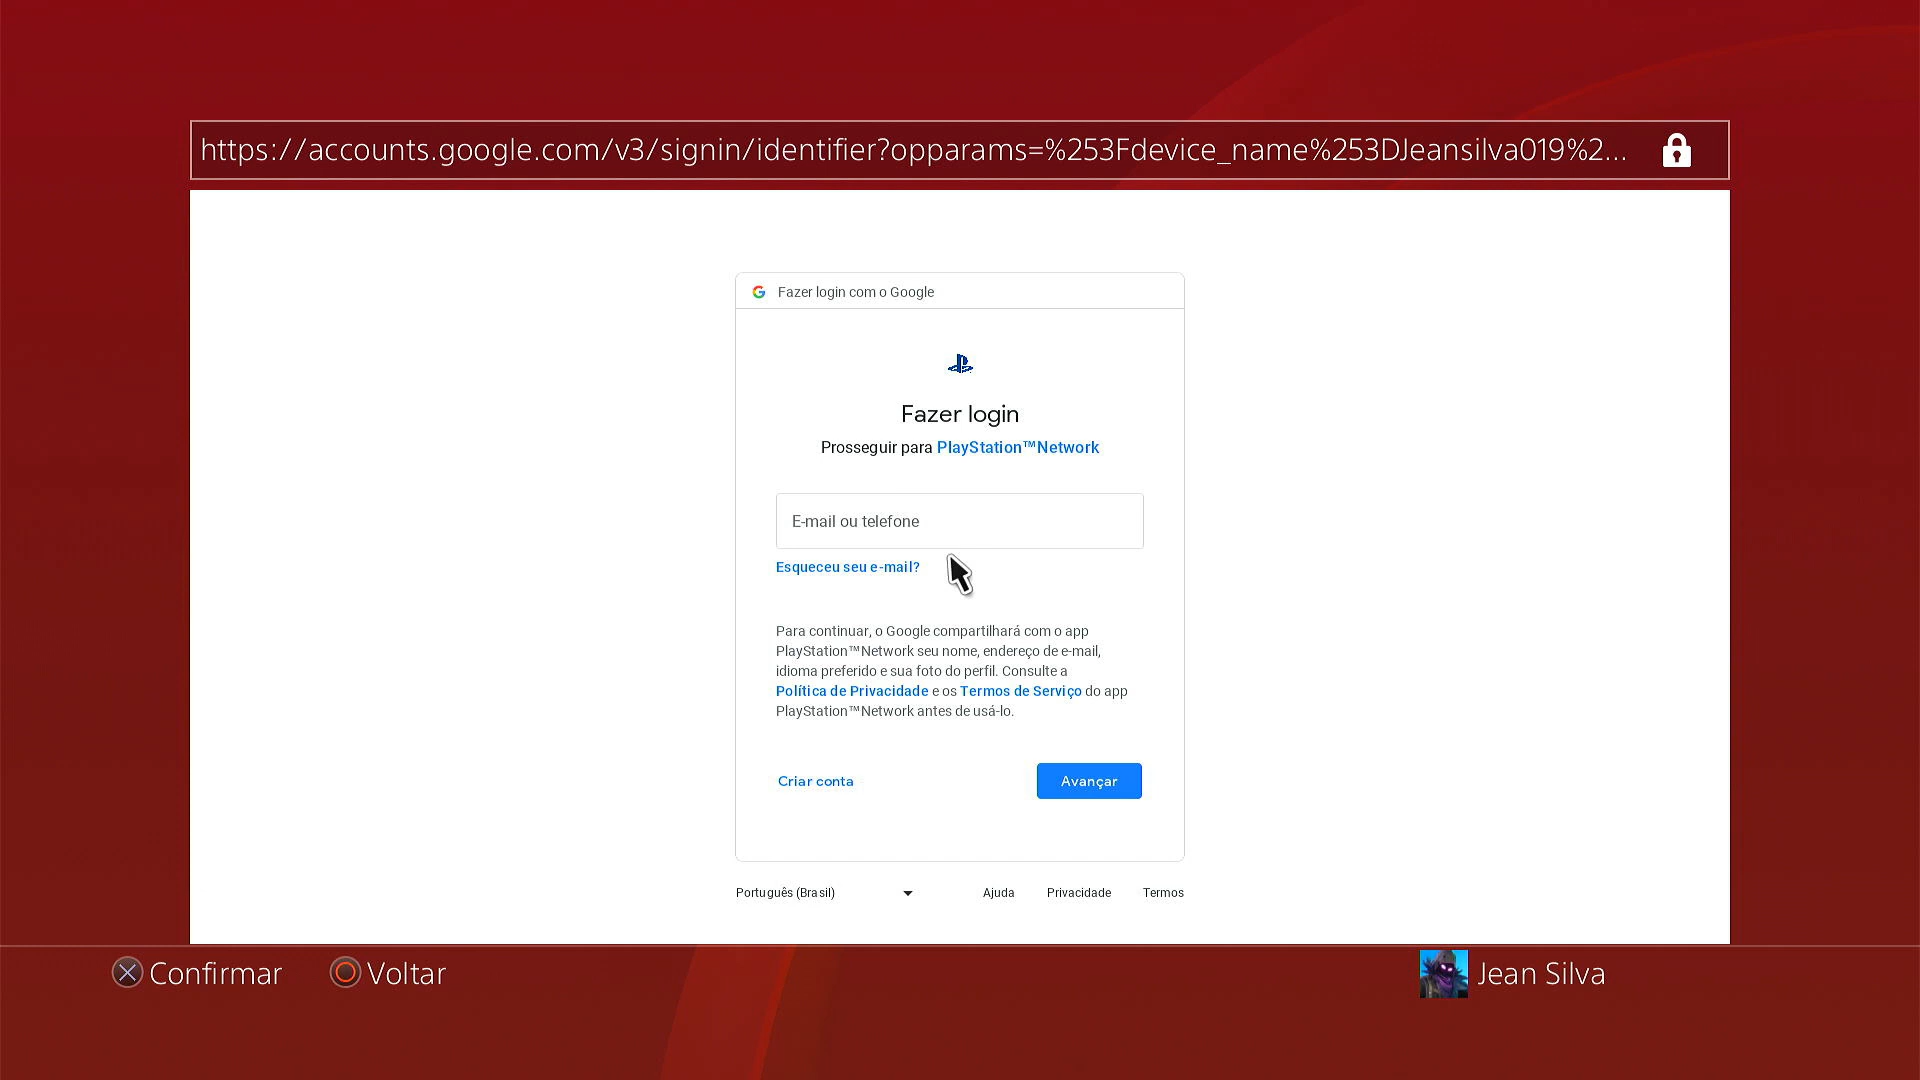 https://accounts.google.com/v3/signin/identifier?opparams=%253Fdevice_name%253DJeansilva019%2...
Fazer login com o Google
Fazer login
Prosseguir para PlayStation™Network
E-mail ou telefone
Esqueceu seu e-mail?
Para continuar, o Google compartilhará com o app
PlayStation™Network seu nome, endereço de e-mail,
idioma preferido e sua foto do perfil. Consulte a
Política de Privacidade e os Termos de Serviço do app
PlayStation™Network antes de usá-lo.
Criar conta
Avançar
Português (Brasil)
Ajuda
Privacidade
Termos
Confirmar
Voltar
Jean Silva